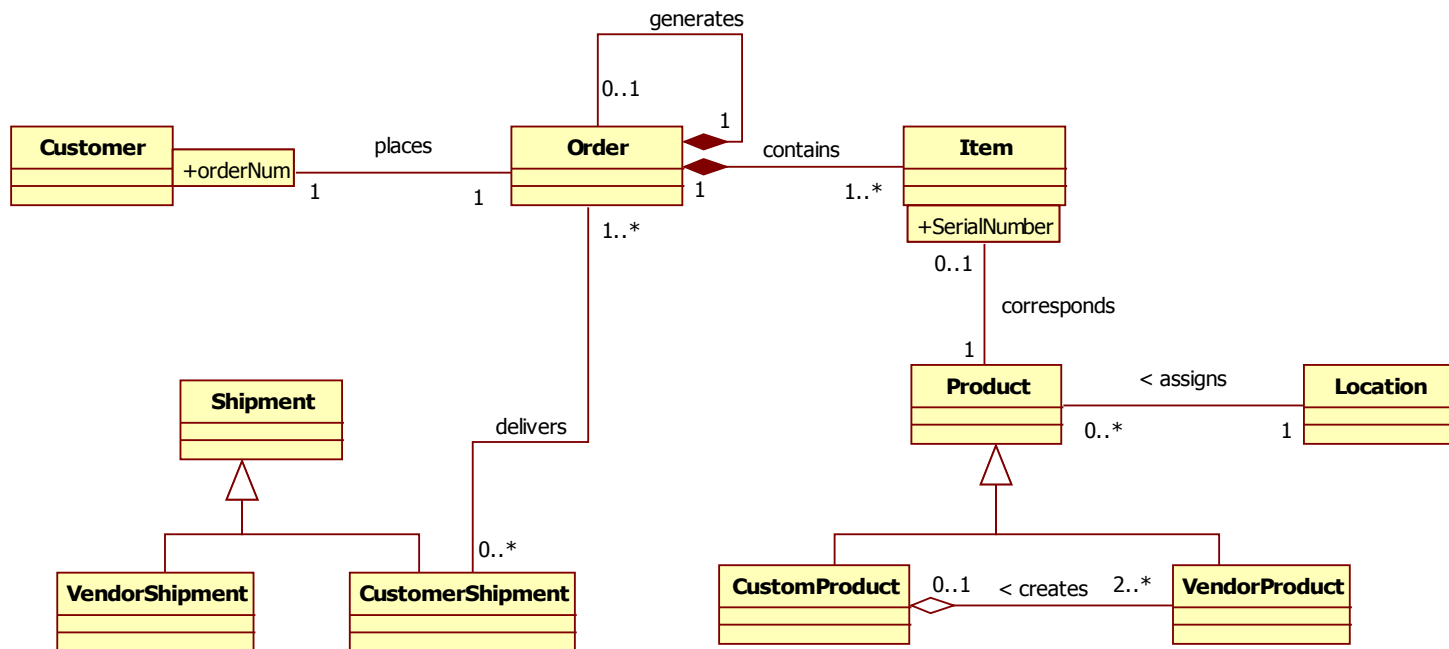 generates
0..1
1
Customer
+orderNum
places
1
1
Order
contains
1
1..*
Item
+SerialNumber
0..1
corresponds
1
1..*
delivers
0..*
Shipment
VendorShipment
CustomerShipment
Product
< assigns
0..*
1
Location
CustomProduct
0..1
< creates
2..*
VendorProduct